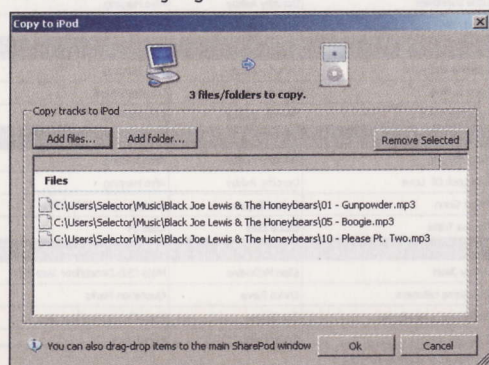 Copy to iPod
3 files/folders to copy.
Copy tracks to iPod
Add files...
Add folder...
Remove Selected
Files
C:\Users\Selector\Music\Black Joe Lewis & The Honeybears\01 - Gunpowder.mp3
C:\Users\Selector\Music\Black Joe Lewis & The Honeybears\05 - Boogie.mp3
C:\Users\Selector\Music\Black Joe Lewis & The Honeybears\10 - Please Pt. Two.mp3
You can also drag-drop items to the main SharePod window
Ok
Cancel